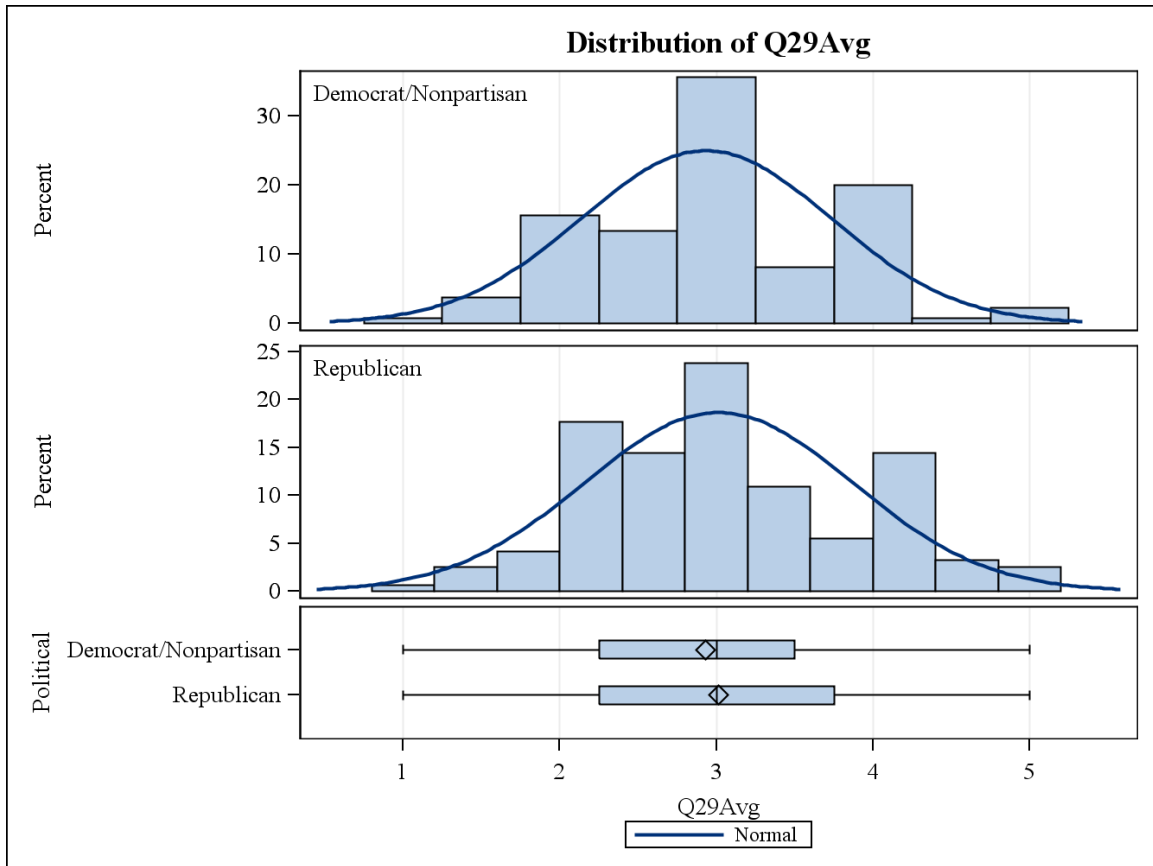 Distribution of Q29Avg
Democrat/Nonpartisan
Percent
30
20
10
0
Republican
Percent
25
20
15
10
5
0
Political
Democrat/Nonpartisan
Republican
1 2 3 4 5
Q29Avg
Normal